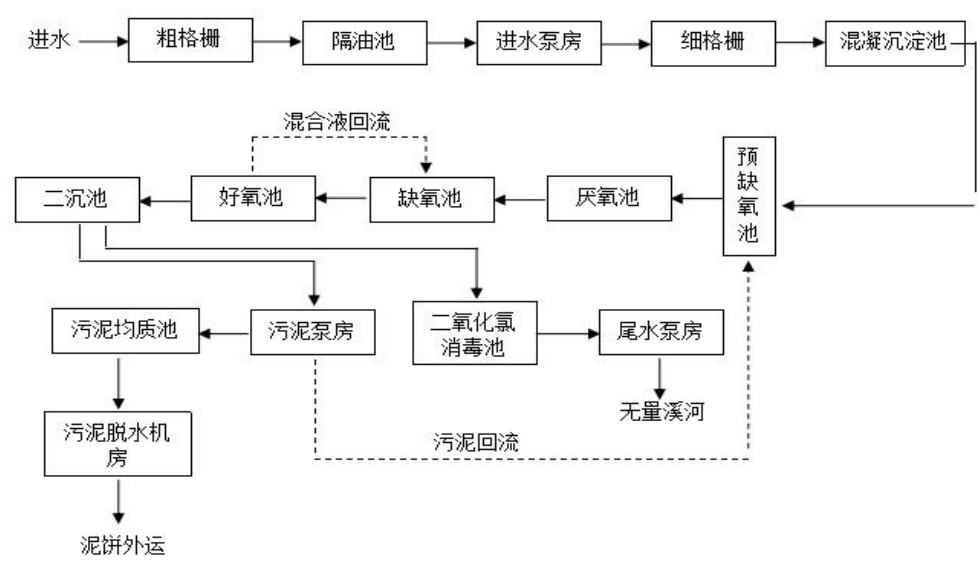 进水
粗格栅
隔油池
进水泵房
细格栅
混凝沉淀池
混合液回流
二沉池
好氧池
缺氧池
厌氧池
预
缺
氧
池
污泥均质池
污泥泵房
二氧化氯
消毒池
尾水泵房
无量溪河
污泥脱水机
房
污泥回流
泥饼外运